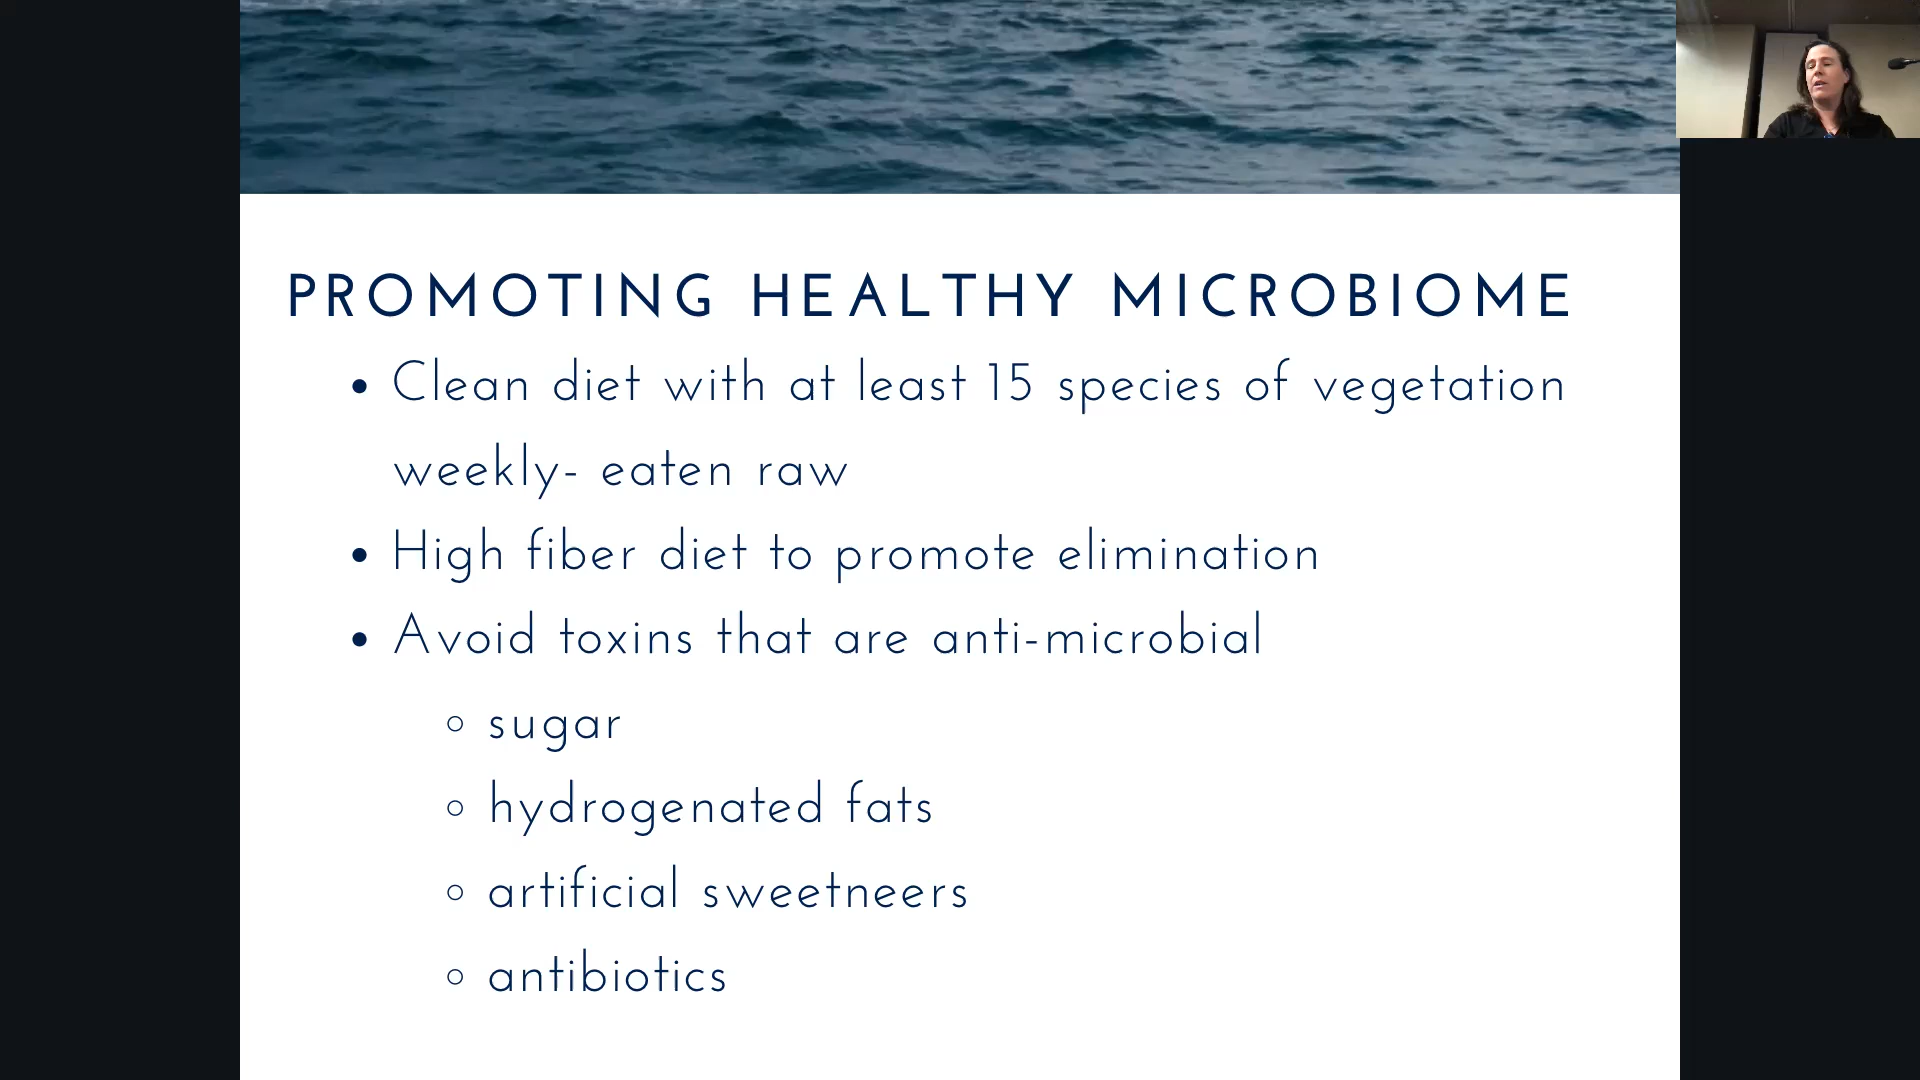 PROMOTING HEALTHY MICROBIOME
• Clean diet with at least 15 species of vegetation
weekly- eaten raw
• High fiber diet to promote elimination
• Avoid toxins that are anti-microbial
◦ sugar
◦ hydrogenated fats
◦ artificial sweetneers
◦ antibiotics